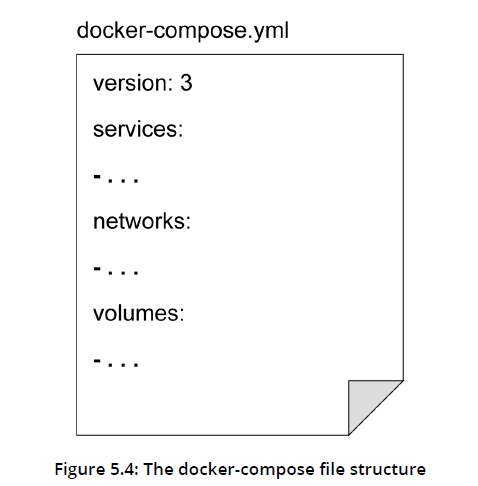 docker-compose.yml
version: 3
services:
- . . .
networks:
- . . .
volumes:
- . . .
Figure 5.4: The docker-compose file structure